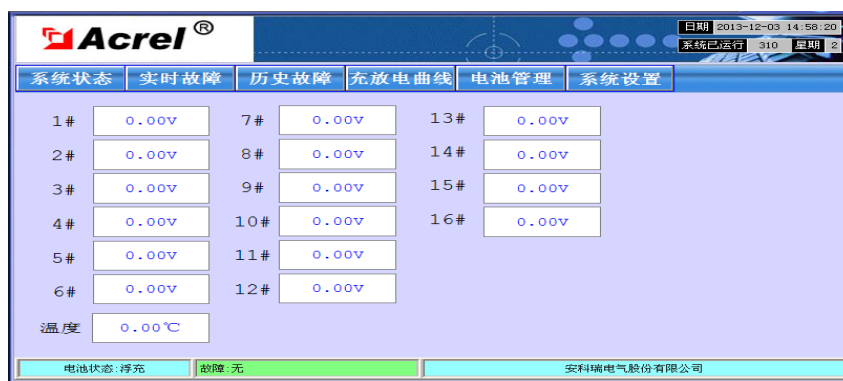 Acrel®
日期 2013-12-03 14:58:20
系统已运行 310 星期 2
系统状态 实时故障 历史故障 充放电曲线 电池管理 系统设置
1# 0.00V 7# 0.00V 13# 0.00V
2# 0.00V 8# 0.00V 14# 0.00V
3# 0.00V 9# 0.00V 15# 0.00V
4# 0.00V 10# 0.00V 16# 0.00V
5# 0.00V 11# 0.00V
6# 0.00V 12# 0.00V
温度 0.00℃
电池状态:浮充 故障:无 安科瑞电气股份有限公司